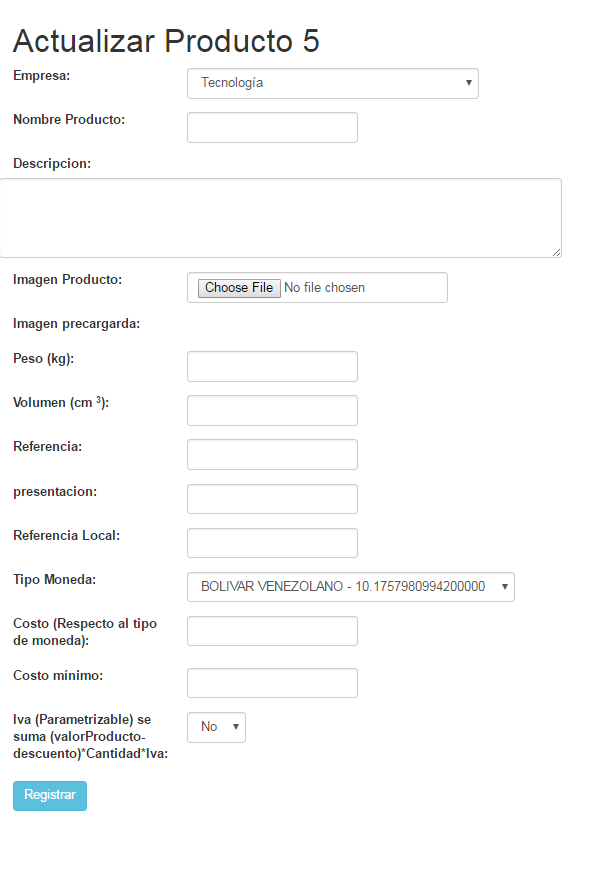 Actualizar Producto 5
Empresa:
Tecnología
Nombre Producto:
Descripcion:
Imagen Producto:
Choose File No file chosen
Imagen precargarda:
Peso (kg):
Volumen (cm ³):
Referencia:
presentacion:
Referencia Local:
Tipo Moneda:
BOLIVAR VENEZOLANO - 10.1757980994200000
Costo (Respecto al tipo
de moneda):
Costo mínimo:
Iva (Parametrizable) se
suma (valorProducto-
descuento)*Cantidad*Iva:
No
Registrar